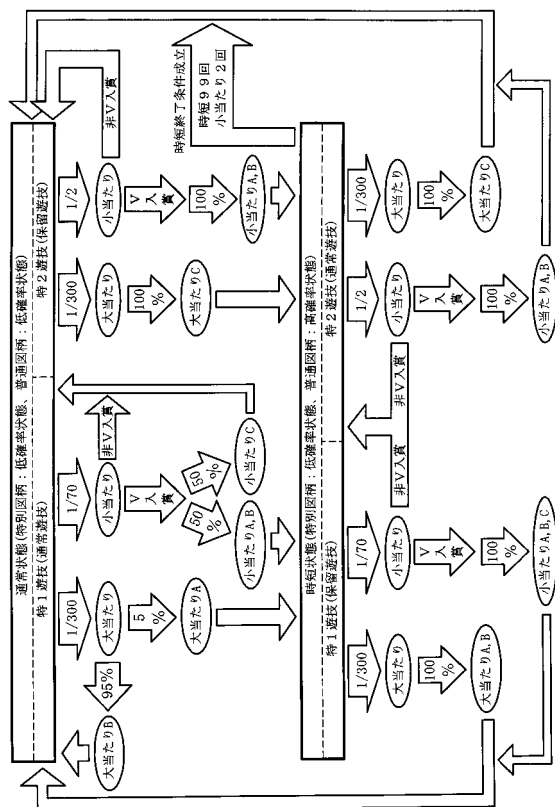 通常状態(特別図柄：低確率状態、普通図柄：低確率状態)
特１遊技(通常遊技)
特２遊技(保留遊技)
1/300
1/70
1/300
1/2
大当たり
小当たり
大当たり
小当たり
非Ｖ入賞
非Ｖ入賞
95%
5%
Ｖ入賞
100%
Ｖ入賞
大当たりB
大当たりA
50%
50%
大当たりC
100%
小当たりA,B
小当たりC
小当たりA,B
時短終了条件成立
時短９９回
小当たり２回
時短状態(特別図柄：低確率状態、普通図柄：高確率状態)
特１遊技(保留遊技)
特２遊技(通常遊技)
1/300
1/70
1/2
1/300
大当たり
小当たり
非Ｖ入賞
非Ｖ入賞
小当たり
大当たり
100%
Ｖ入賞
Ｖ入賞
100%
大当たりA,B
100%
100%
大当たりC
小当たりA,B,C
小当たりA,B